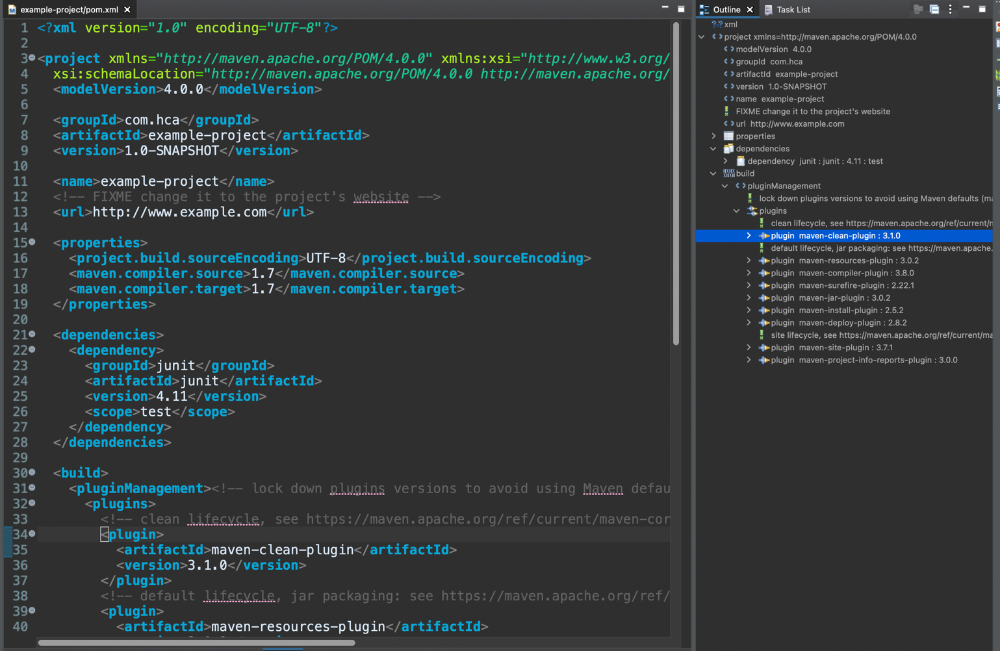 example-project/pom.xml
1 <?xml version="1.0" encoding="UTF-8"?>
2
3 <project xmlns="http://maven.apache.org/POM/4.0.0" xmlns:xsi="http://www.w3.org/
4 xsi:schemaLocation="http://maven.apache.org/POM/4.0.0 http://maven.apache.org/
5 <modelVersion>4.0.0</modelVersion>
6
7 <groupId>com.hca</groupId>
8 <artifactId>example-project</artifactId>
9 <version>1.0-SNAPSHOT</version>
10
11 <name>example-project</name>
12 <!-- FIXME change it to the project's website -->
13 <url>http://www.example.com</url>
14
15 <properties>
16 <project.build.sourceEncoding>UTF-8</project.build.sourceEncoding>
17 <maven.compiler.source>1.7</maven.compiler.source>
18 <maven.compiler.target>1.7</maven.compiler.target>
19 </properties>
20
21 <dependencies>
22 <dependency>
23 <groupId>junit</groupId>
24 <artifactId>junit</artifactId>
25 <version>4.11</version>
26 <scope>test</scope>
27 </dependency>
28 </dependencies>
29
30 <build>
31 <pluginManagement><!-- lock down plugins versions to avoid using Maven defau
32 <plugins>
33 <!-- clean lifecycle, see https://maven.apache.org/ref/current/maven-cor
34 <plugin>
35 <artifactId>maven-clean-plugin</artifactId>
36 <version>3.1.0</version>
37 </plugin>
38 <!-- default lifecycle, jar packaging: see https://maven.apache.org/ref/
39 <plugin>
40 <artifactId>maven-resources-plugin</artifactId>
Outline
Task List
?-? xml
project xmlns=http://maven.apache.org/POM/4.0.0
modelVersion 4.0.0
groupId com.hca
artifactId example-project
version 1.0-SNAPSHOT
name example-project
FIXME change it to the project's website
url http://www.example.com
properties
dependencies
dependency junit : junit : 4.11 : test
build
pluginManagement
lock down plugins versions to avoid using Maven defaults (ma
plugins
clean lifecycle, see https://maven.apache.org/ref/current/m
plugin maven-clean-plugin : 3.1.0
default lifecycle, jar packaging: see https://maven.apache.
plugin maven-resources-plugin : 3.0.2
plugin maven-compiler-plugin : 3.8.0
plugin maven-surefire-plugin : 2.22.1
plugin maven-jar-plugin : 3.0.2
plugin maven-install-plugin : 2.5.2
plugin maven-deploy-plugin : 2.8.2
site lifecycle, see https://maven.apache.org/ref/current/ma
plugin maven-site-plugin : 3.7.1
plugin maven-project-info-reports-plugin : 3.0.0